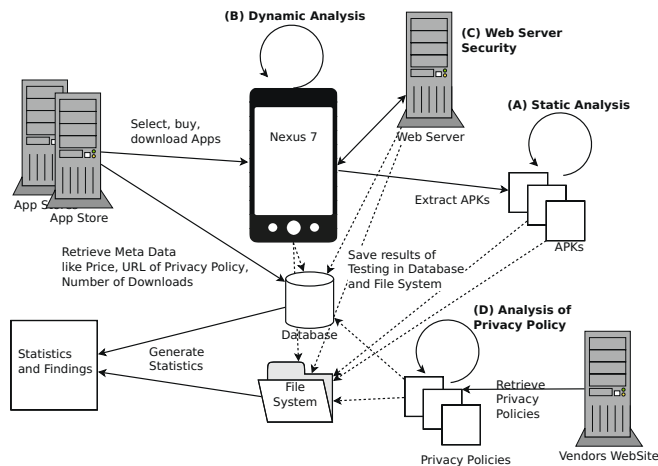 (B) Dynamic Analysis
(C) Web Server
Security
(A) Static Analysis
Nexus 7
Select, buy,
download Apps
Web Server
Extract APKs
App Store
App Store
APKs
Retrieve Meta Data
like Price, URL of Privacy Policy,
Number of Downloads
Save results of
Testing in Database
and File System
Database
(D) Analysis of
Privacy Policy
Statistics
and Findings
Generate
Statistics
File
System
Retrieve
Privacy
Policies
Privacy Policies
Vendors WebSite